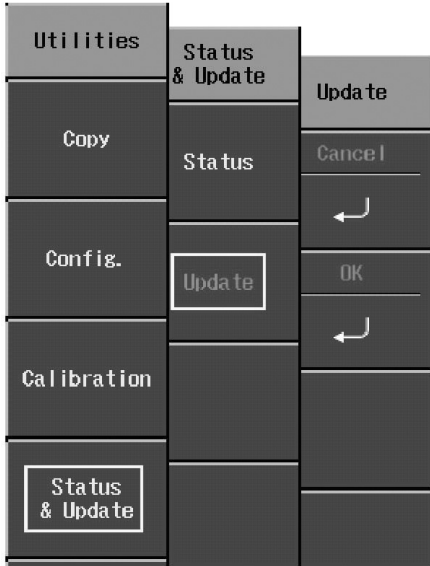 Utilities
Copy
Config.
Calibration
Status
& Update
Status
& Update
Status
Update
Update
Cancel
OK